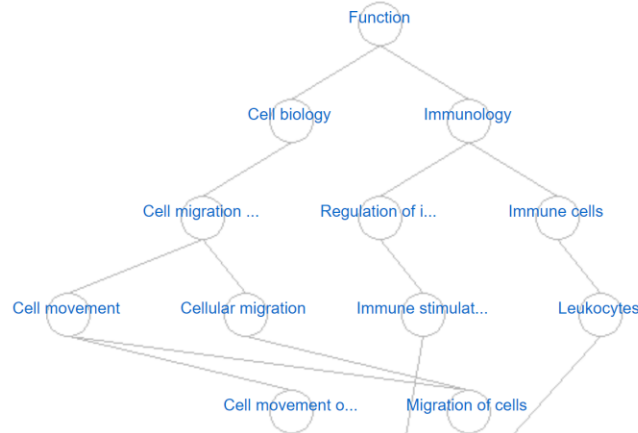 Function
Cell biology
Immunology
Cell migration ...
Regulation of i...
Immune cells
Cell movement
Cellular migration
Immune stimulat...
Leukocytes
Cell movement o...
Migration of cells